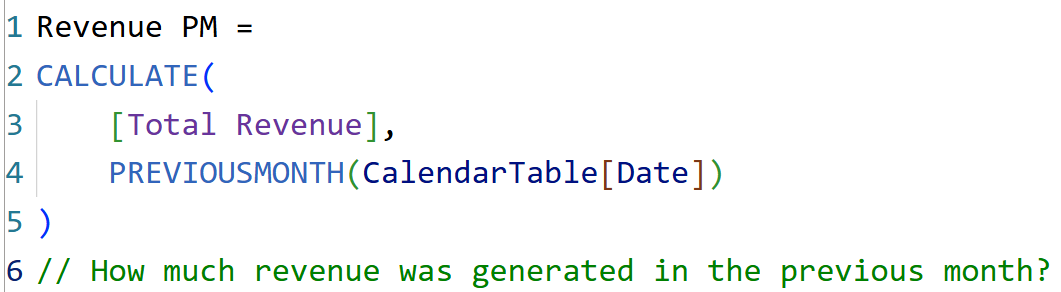 1 Revenue PM =
2 CALCULATE(
3     [Total Revenue],
4     PREVIOUSMONTH(CalendarTable[Date])
5 )
6 // How much revenue was generated in the previous month?